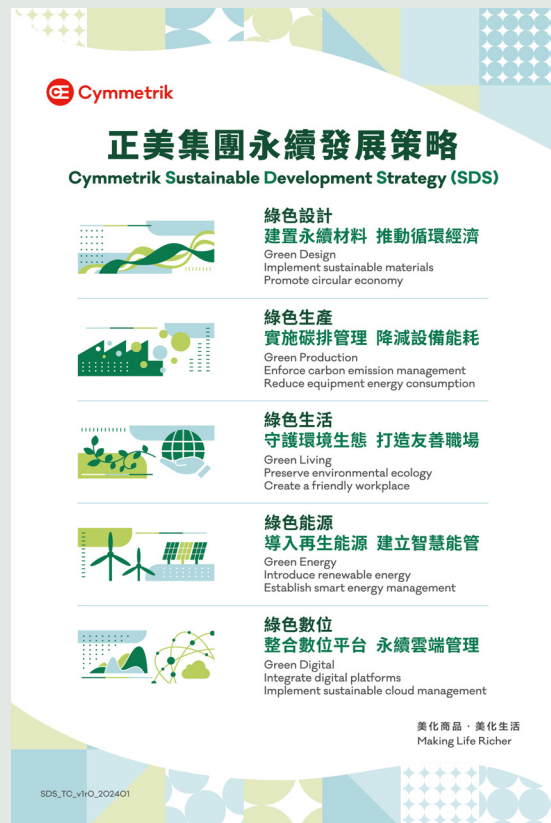 Cymmetrik
正美集團永續發展策略
Cymmetrik Sustainable Development Strategy (SDS)
綠色設計
建置永續材料 推動循環經濟
Green Design
Implement sustainable materials
Promote circular economy
綠色生產
實施碳排管理 降減設備能耗
Green Production
Enforce carbon emission management
Reduce equipment energy consumption
綠色生活
守護環境生態 打造友善職場
Green Living
Preserve environmental ecology
Create a friendly workplace
綠色能源
導入再生能源 建立智慧能管
Green Energy
Introduce renewable energy
Establish smart energy management
綠色數位
整合數位平台 永續雲端管理
Green Digital
Integrate digital platforms
Implement sustainable cloud management
美化商品・美化生活
Making Life Richer
SDS_TC_v1r0_202401